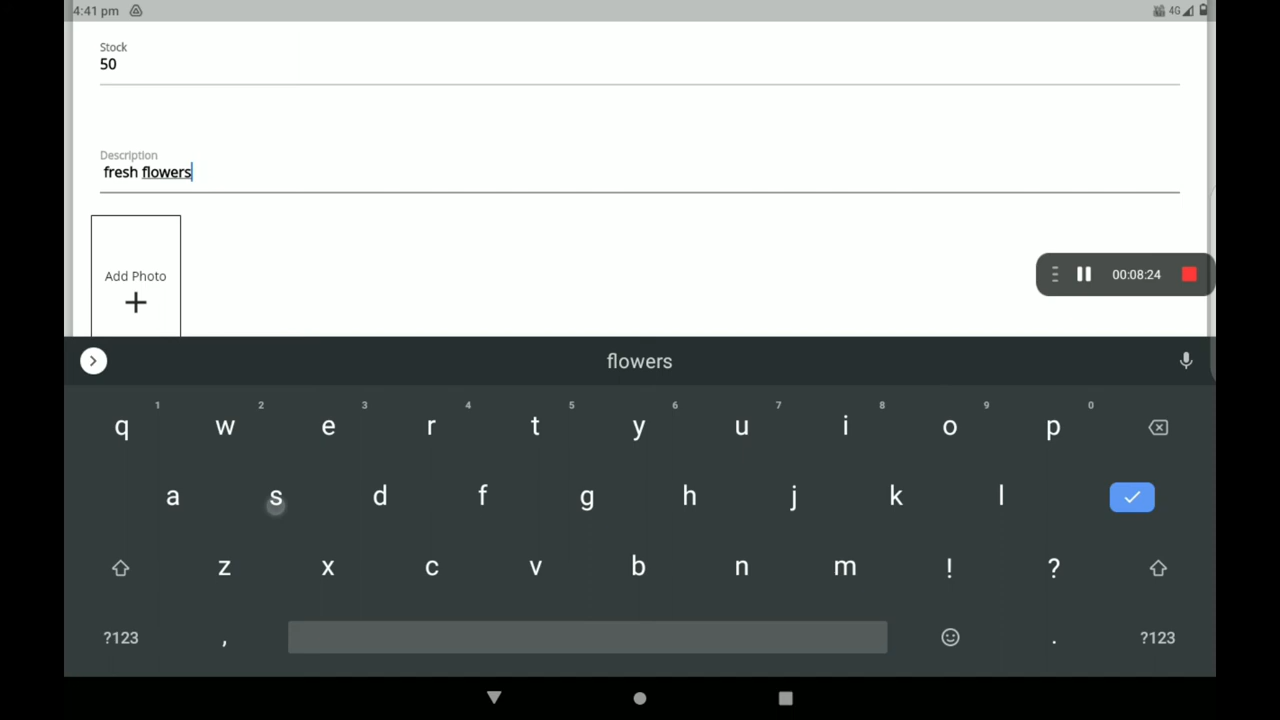 4:41 pm
4G
Stock
50
Description
fresh flowers
Add Photo
00:08:24
flowers
1 2 3 4 5 6 7 8 9 0
q w e r t y u i o p
a s d f g h j k l
z x c v b n m ! ?
?123 , . ?123